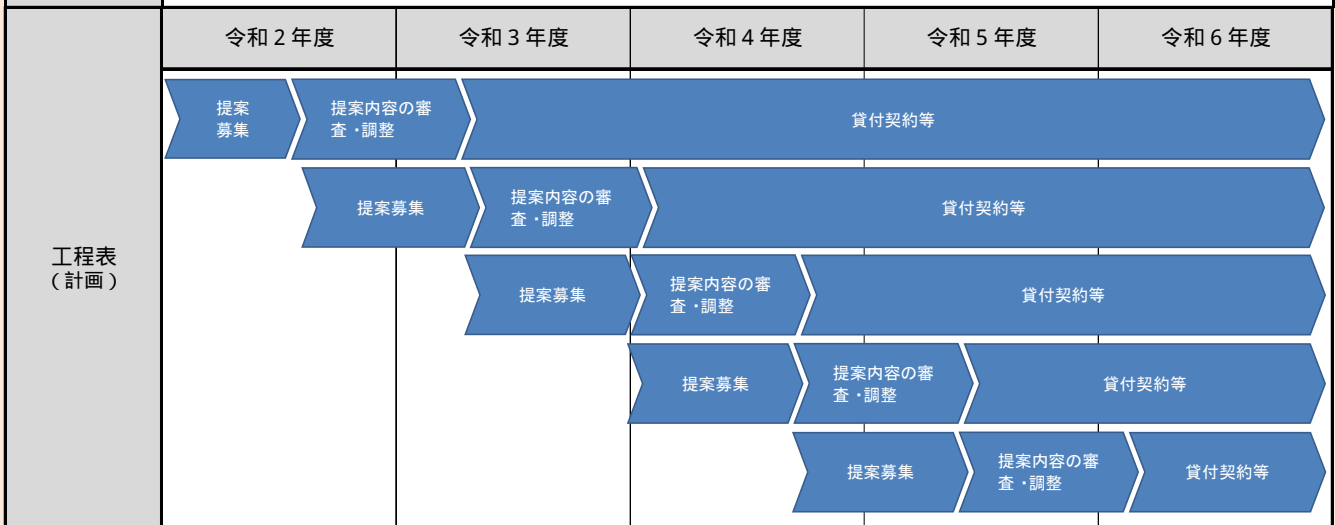 令和２年度
令和３年度
令和４年度
令和５年度
令和６年度
工程表
（計画）
提案
募集
提案内容の審
査・調整
貸付契約等
提案募集
提案内容の審
査・調整
貸付契約等
提案募集
提案内容の審
査・調整
貸付契約等
提案募集
提案内容の審
査・調整
貸付契約等
提案募集
提案内容の審
査・調整
貸付契約等